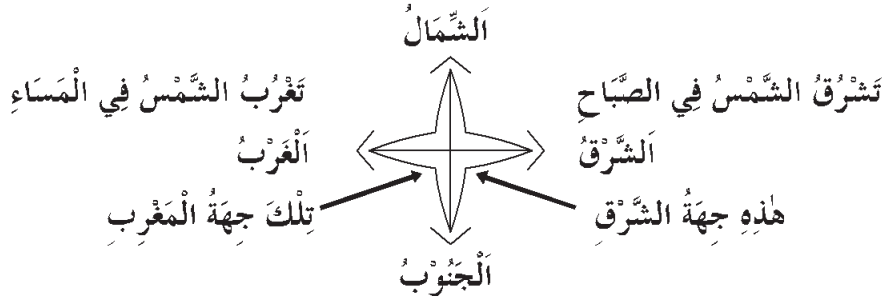 اَلشِّمَالُ
تَشْرُقُ الشَّمْسُ فِي الصَّبَاحِ
تَغْرُبُ الشَّمْسُ فِي الْمَسَاءِ
اَلشَّرْقُ
اَلْغَرْبُ
هٰذِهِ جِهَةُ الشَّرْقِ
تِلْكَ جِهَةُ الْمَغْرِبِ
اَلْجَنُوْبُ